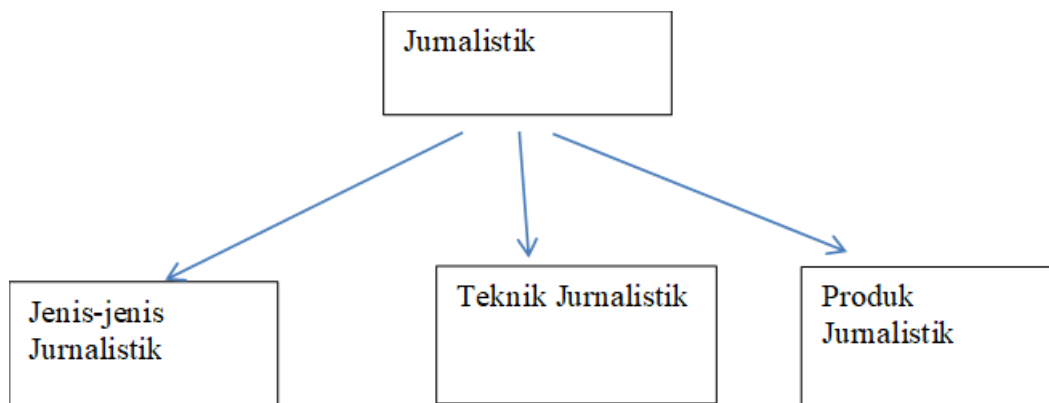 Jurnalistik
Jenis-jenis
Jurnalistik
Teknik Jurnalistik
Produk
Jurnalistik